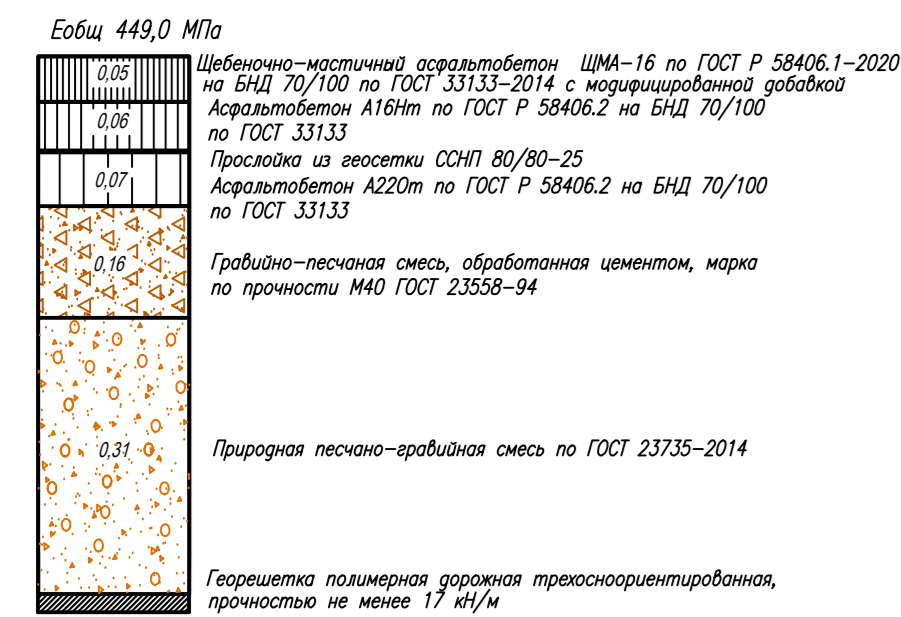 Еобщ 449,0 МПа
0,05
Щебеночно-мастичный асфальтобетон ЩМА-16 по ГОСТ Р 58406.1-2020
на БНД 70/100 по ГОСТ 33133-2014 с модифицированной добавкой
0,06
Асфальтобетон А16Нт по ГОСТ Р 58406.2 на БНД 70/100
по ГОСТ 33133
Прослойка из геосетки ССНП 80/80-25
0,07
Асфальтобетон А22От по ГОСТ Р 58406.2 на БНД 70/100
по ГОСТ 33133
0,16
Гравийно-песчаная смесь, обработанная цементом, марка
по прочности М40 ГОСТ 23558-94
0,31
Природная песчано-гравийная смесь по ГОСТ 23735-2014
Георешетка полимерная дорожная трехосноориентированная,
прочностью не менее 17 кН/м